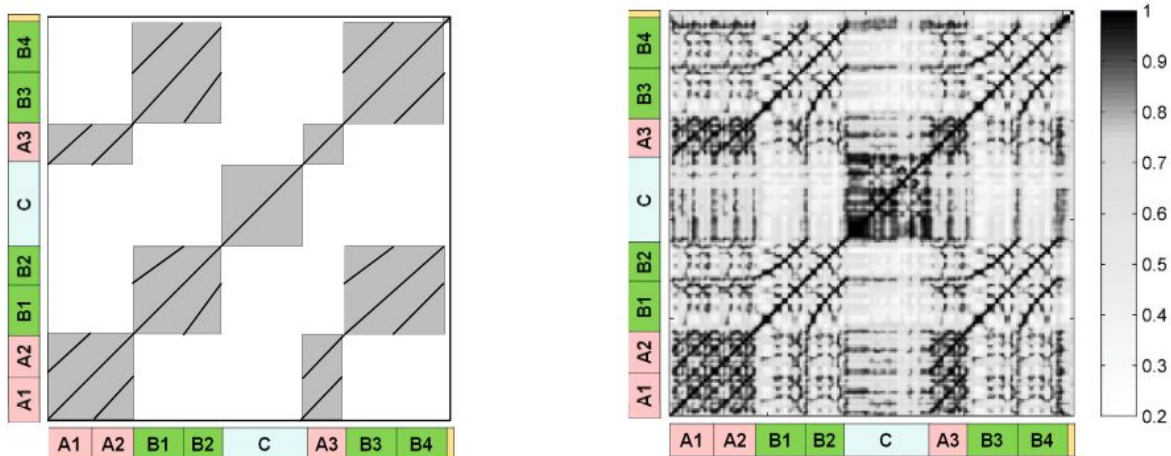 B4
B3
A3
C
B2
B1
A2
A1
A1 A2 B1 B2 C A3 B3 B4
B4
B3
A3
C
B2
B1
A2
A1
A1 A2 B1 B2 C A3 B3 B4
1
0.9
0.8
0.7
0.6
0.5
0.4
0.3
0.2